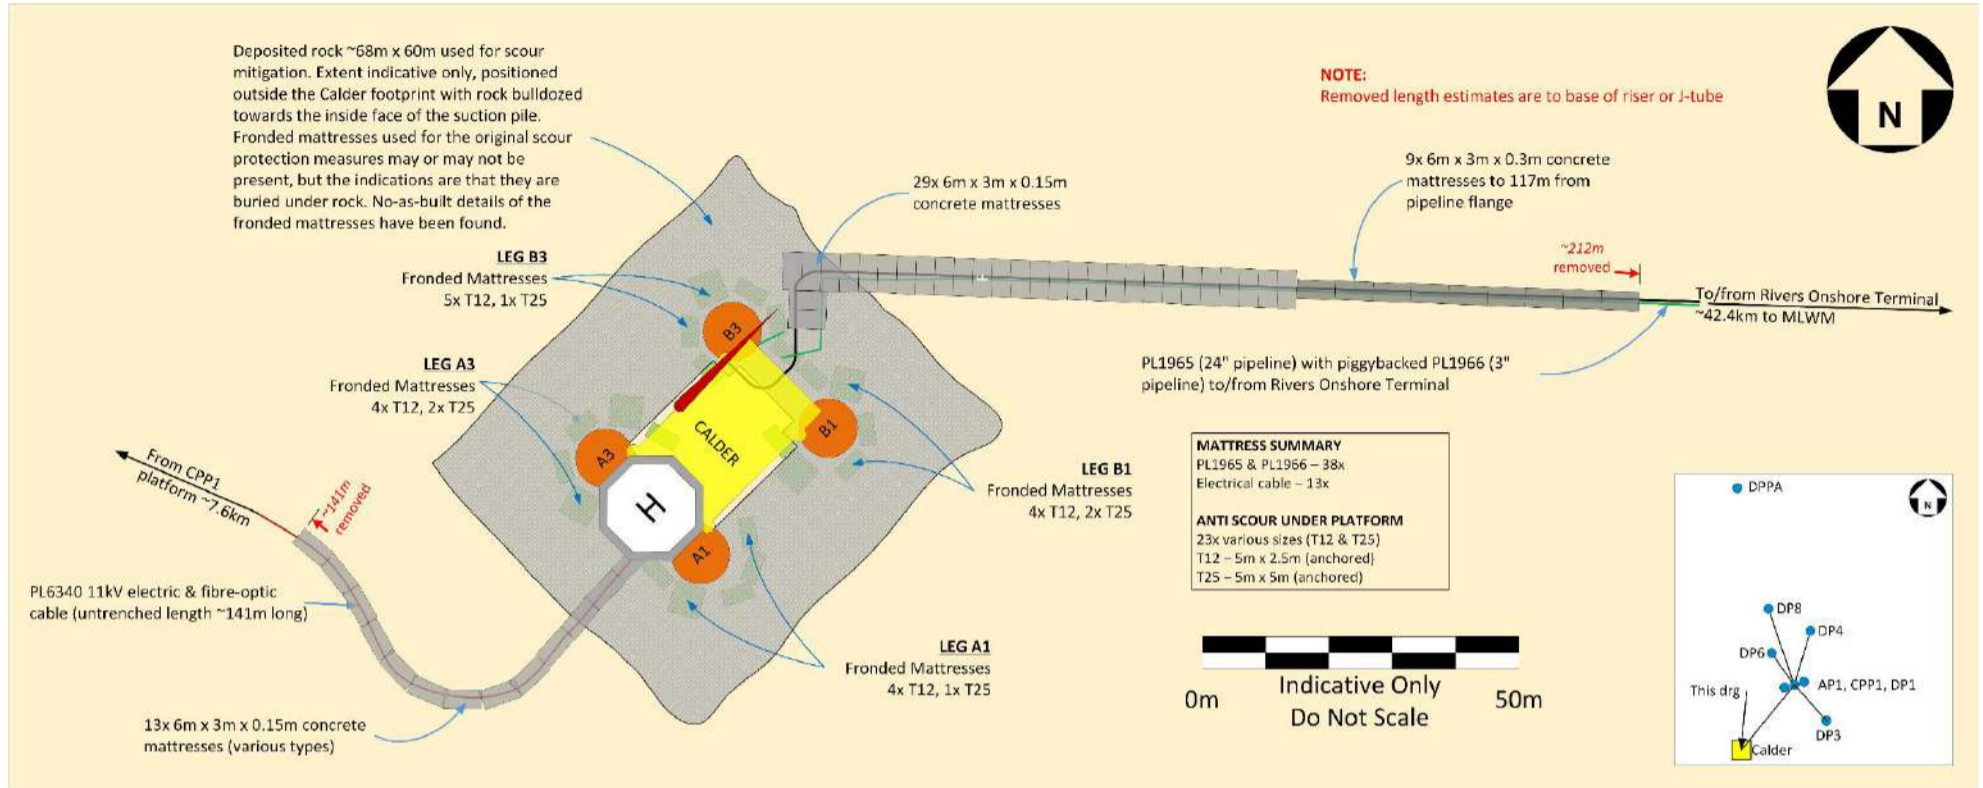 Deposited rock ~68m x 60m used for scour
mitigation. Extent indicative only, positioned
outside the Calder footprint with rock bulldozed
towards the inside face of the suction pile.
Fronded mattresses used for the original scour
protection measures may or may not be
present, but the indications are that they are
buried under rock. No-as-built details of the
fronded mattresses have been found.
NOTE:
Removed length estimates are to base of riser or J-tube
N
29x 6m x 3m x 0.15m
concrete mattresses
9x 6m x 3m x 0.3m concrete
mattresses to 117m from
pipeline flange
~212m
removed
To/from Rivers Onshore Terminal
~42.4km to MLWM
LEG B3
Fronded Mattresses
5x T12, 1x T25
LEG A3
Fronded Mattresses
4x T12, 2x T25
B3
A3
CALDER
B1
A1
H
PL1965 (24" pipeline) with piggybacked PL1966 (3"
pipeline) to/from Rivers Onshore Terminal
From CPP1
platform ~7.6km
~141m
removed
LEG B1
Fronded Mattresses
4x T12, 2x T25
MATTRESS SUMMARY
PL1965 & PL1966 – 38x
Electrical cable – 13x
ANTI SCOUR UNDER PLATFORM
23x various sizes (T12 & T25)
T12 – 5m x 2.5m (anchored)
T25 – 5m x 5m (anchored)
PL6340 11kV electric & fibre-optic
cable (untrenched length ~141m long)
LEG A1
Fronded Mattresses
4x T12, 1x T25
13x 6m x 3m x 0.15m concrete
mattresses (various types)
0m
Indicative Only
Do Not Scale
50m
DPPA
N
DP8
DP4
DP6
AP1, CPP1, DP1
This drg
DP3
Calder